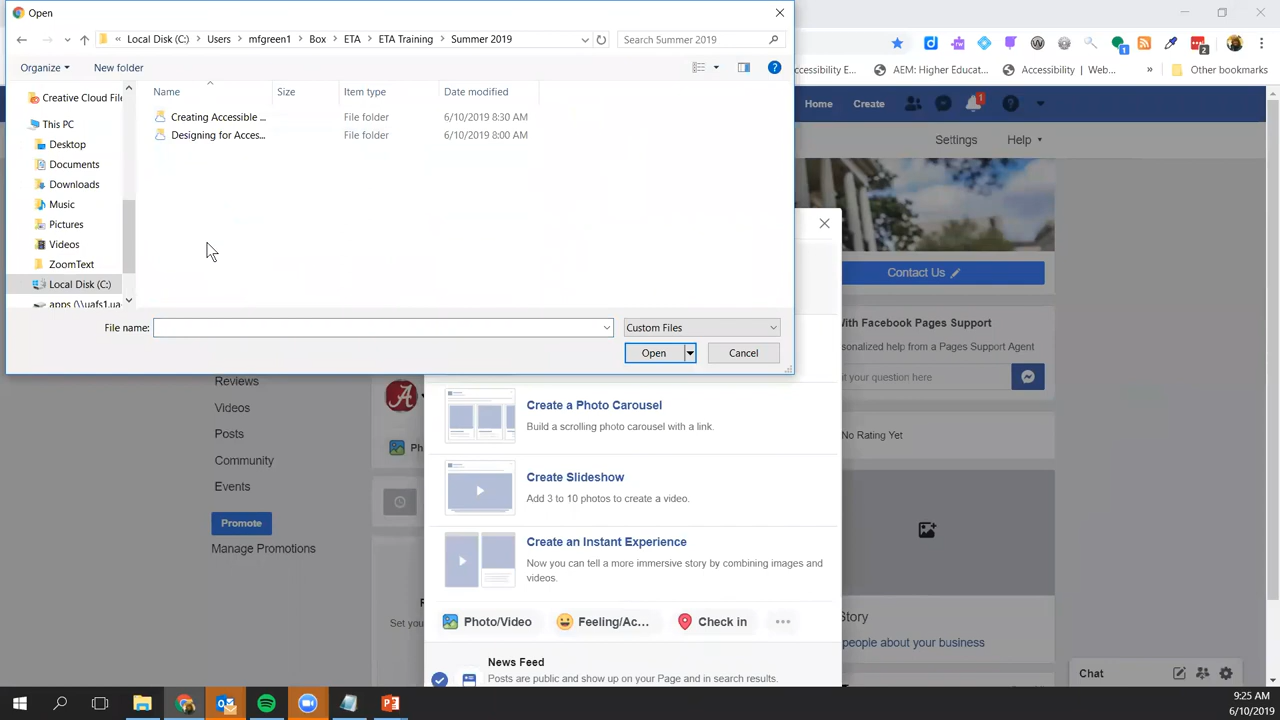 Open
Local Disk (C:) Users mfgreen1 Box ETA ETA Training Summer 2019
Search Summer 2019
Organize New folder
Name Size Item type Date modified
Creating Accessible ... File folder 6/10/2019 8:30 AM
Designing for Acces... File folder 6/10/2019 8:00 AM
Creative Cloud File
This PC
Desktop
Documents
Downloads
Music
Pictures
Videos
ZoomText
Local Disk (C:)
apps (\\uafs1.ua
File name:
Custom Files
Open Cancel
Accessibility E... AEM: Higher Educat... Accessibility | Web... » Other bookmarks
Home Create 1
Settings Help
Contact Us
With Facebook Pages Support
sonalized help from a Pages Support Agent
t your question here
No Rating Yet
Story
people about your business
Reviews
Videos
Posts
Community
Events
Promote
Manage Promotions
Ph
Set you
Create a Photo Carousel
Build a scrolling photo carousel with a link.
Create Slideshow
Add 3 to 10 photos to create a video.
Create an Instant Experience
Now you can tell a more immersive story by combining images and
videos.
Photo/Video Feeling/Ac... Check in
News Feed
Posts are public and show up on your Page and in search results.
Chat
9:25 AM
6/10/2019